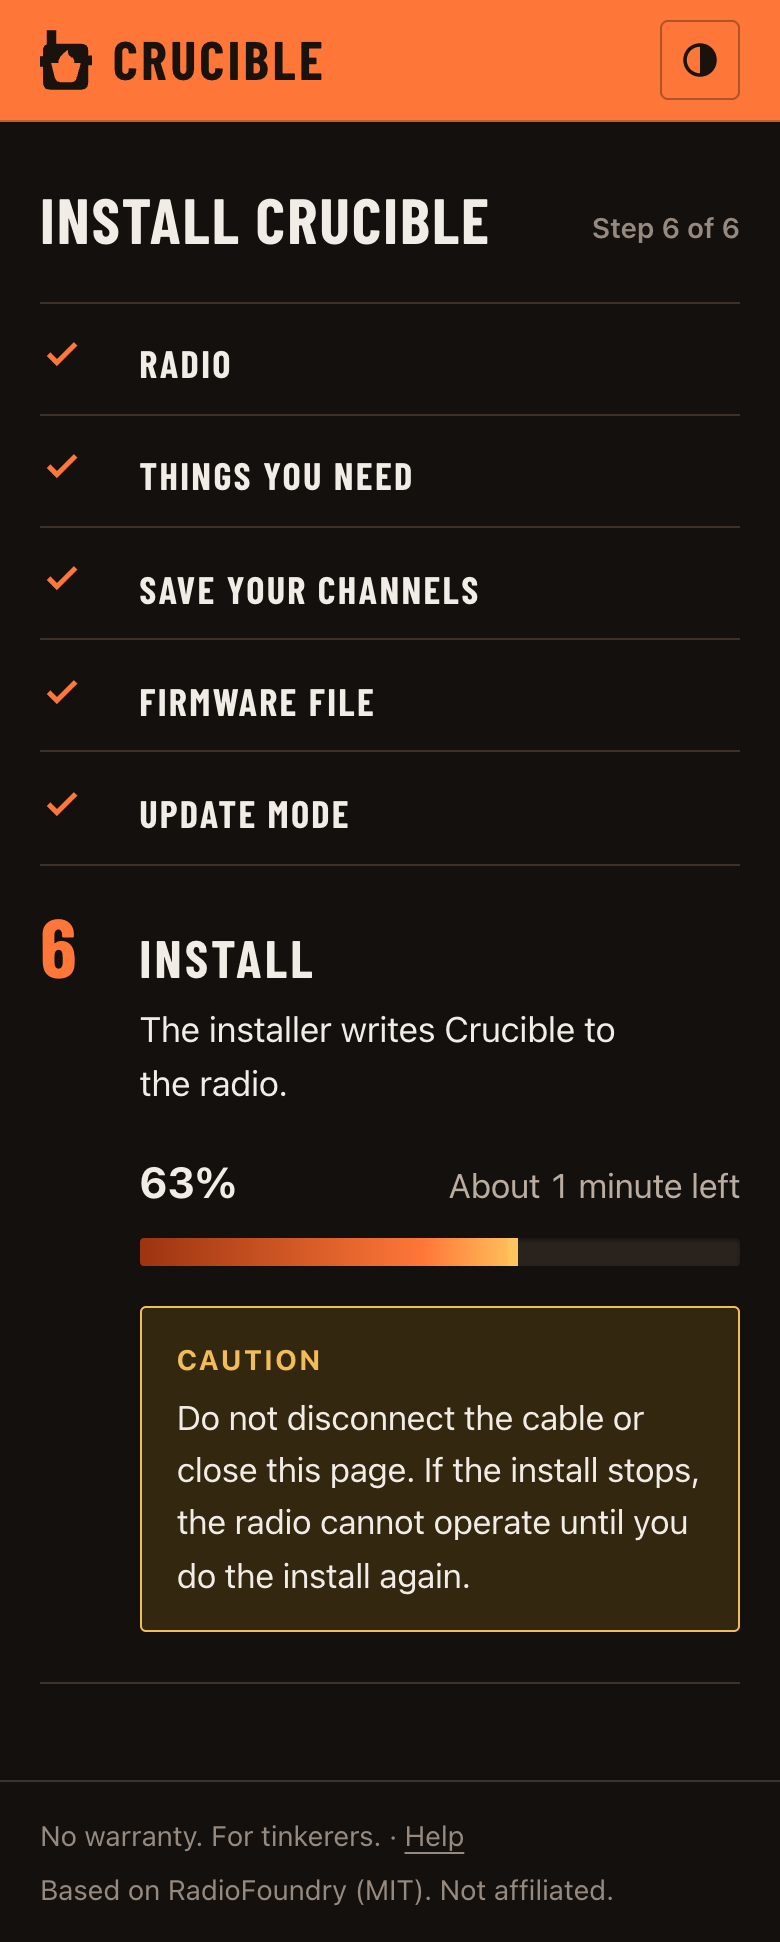 CRUCIBLE
INSTALL CRUCIBLE
Step 6 of 6
RADIO
THINGS YOU NEED
SAVE YOUR CHANNELS
FIRMWARE FILE
UPDATE MODE
6
INSTALL
The installer writes Crucible to
the radio.
63%
About 1 minute left
CAUTION
Do not disconnect the cable or
close this page. If the install stops,
the radio cannot operate until you
do the install again.
No warranty. For tinkerers. · Help
Based on RadioFoundry (MIT). Not affiliated.